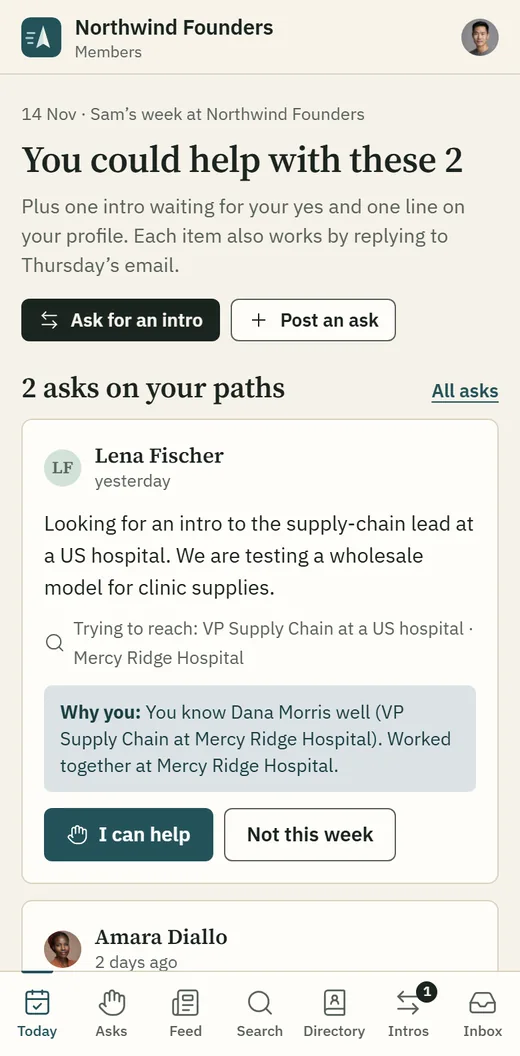 Northwind Founders
Members
14 Nov · Sam’s week at Northwind Founders
You could help with these 2
Plus one intro waiting for your yes and one line on
your profile. Each item also works by replying to
Thursday’s email.
Ask for an intro
Post an ask
2 asks on your paths
All asks
LF
Lena Fischer
yesterday
Looking for an intro to the supply-chain lead at
a US hospital. We are testing a wholesale
model for clinic supplies.
Trying to reach: VP Supply Chain at a US hospital ·
Mercy Ridge Hospital
Why you: You know Dana Morris well (VP
Supply Chain at Mercy Ridge Hospital). Worked
together at Mercy Ridge Hospital.
I can help
Not this week
Amara Diallo
2 days ago
1
Today
Asks
Feed
Search
Directory
Intros
Inbox